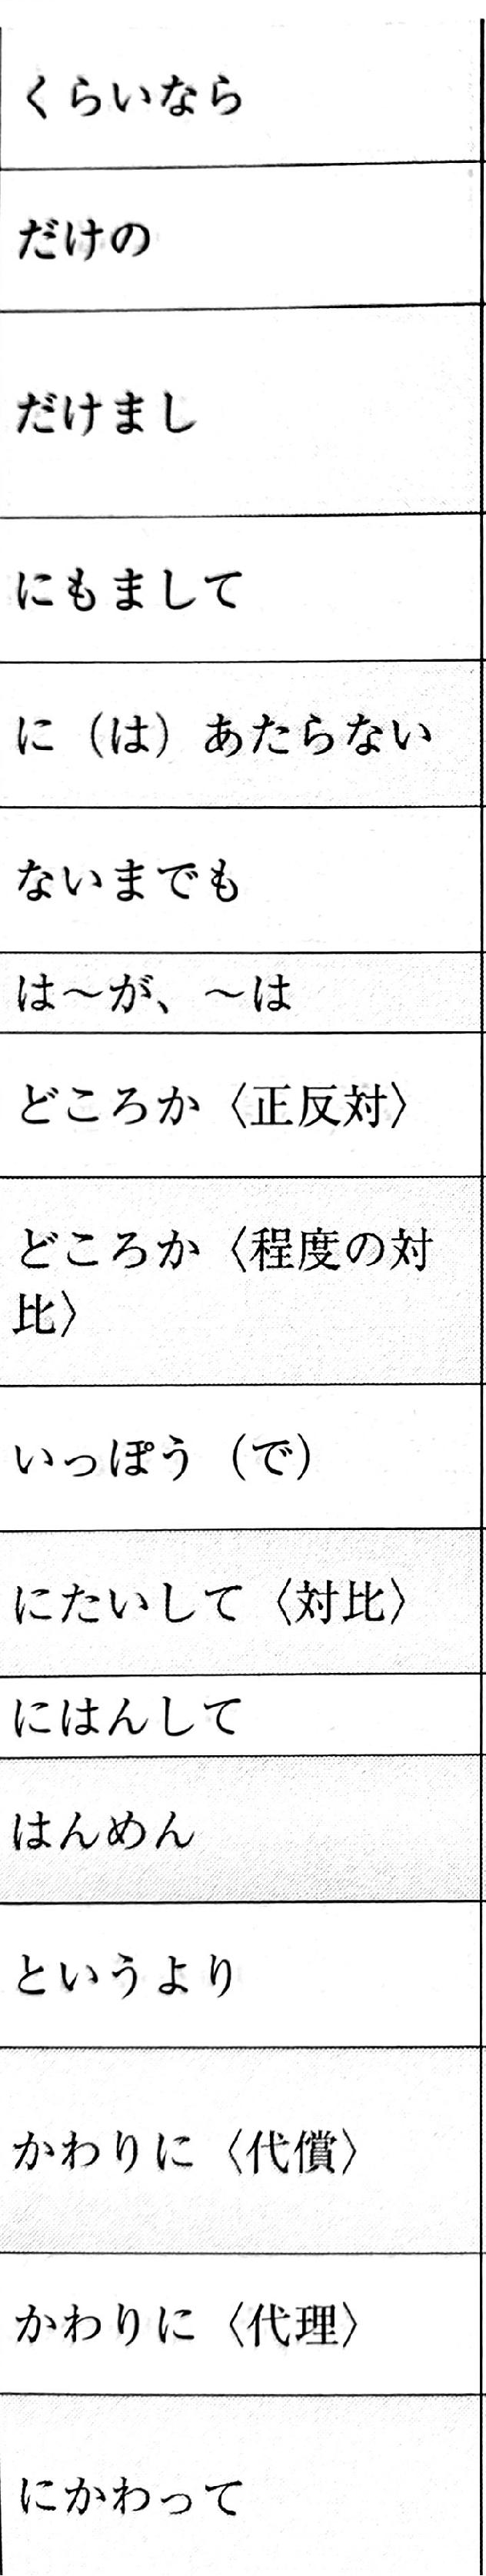 くらいなら
だけの
だけまし
にもまして
に（は）あたらない
ないまでも
は～が、～は
どころか〈正反対〉
どころか〈程度の対
比〉
いっぽう（で）
にたいして〈対比〉
にはんして
はんめん
というより
かわりに〈代償〉
かわりに〈代理〉
にかわって